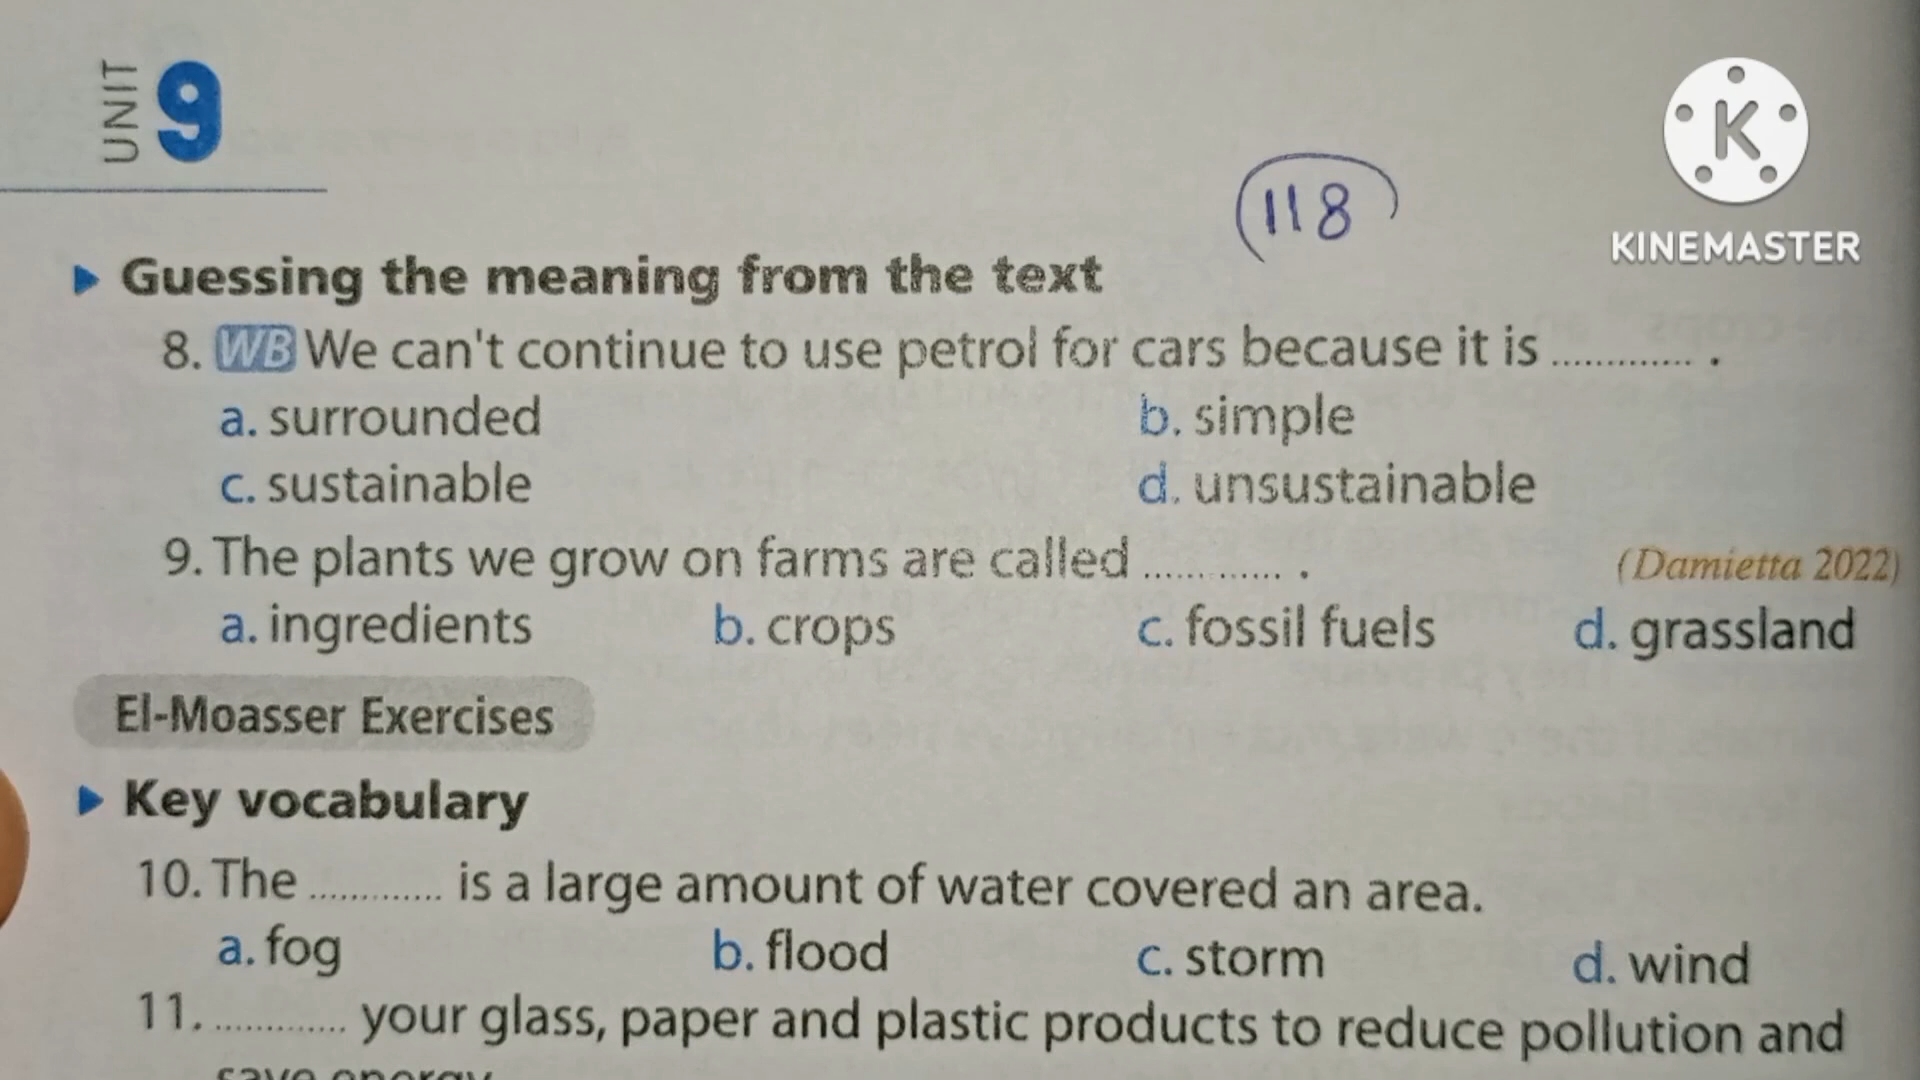 UNIT 9
118
K
KINEMASTER
Guessing the meaning from the text
8. WB We can't continue to use petrol for cars because it is ............. .
a. surrounded b. simple
c. sustainable d. unsustainable
9. The plants we grow on farms are called ............. . (Damietta 2022)
a. ingredients b. crops c. fossil fuels d. grassland
El-Moasser Exercises
Key vocabulary
10. The ............. is a large amount of water covered an area.
a. fog b. flood c. storm d. wind
11. ............. your glass, paper and plastic products to reduce pollution and
save energy